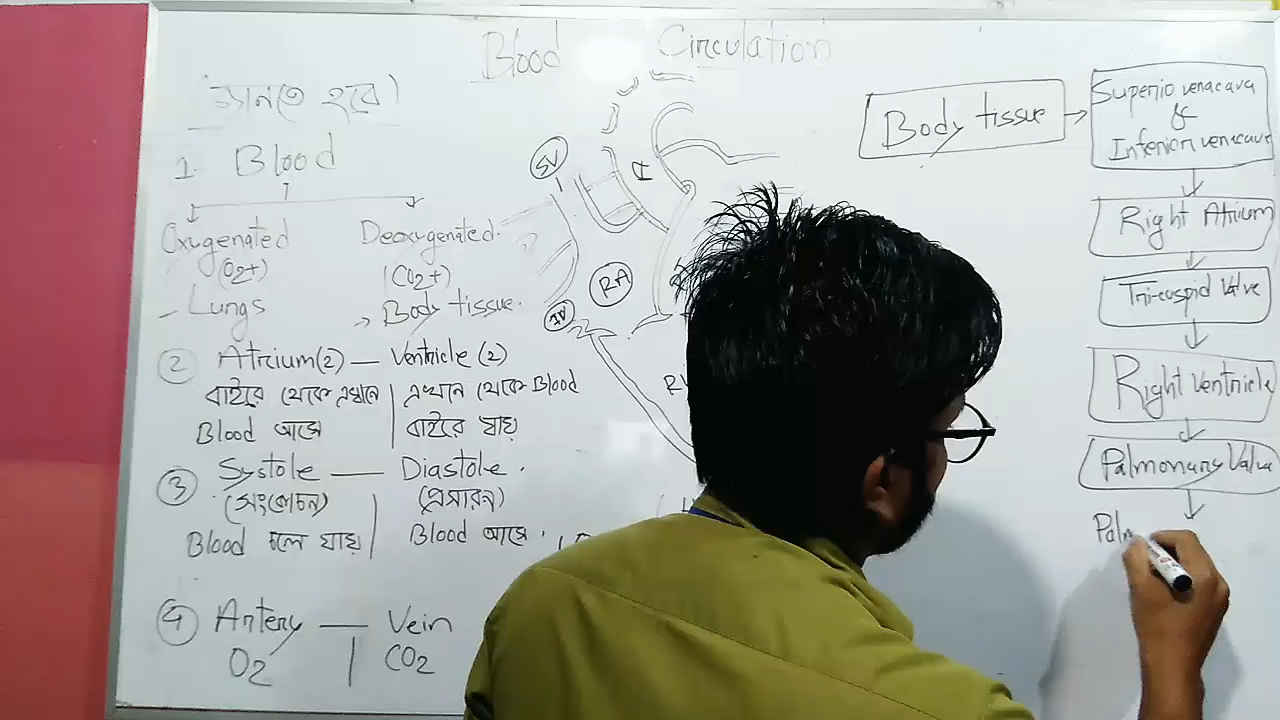 Blood Circulation
(জানতে হবে)
1. Blood
Oxygenated
(O2+)
- Lungs
Deoxygenated.
(CO2+)
-> Body tissue.
2 Atrium(2) — Ventricle (2)
বাইরে থেকে এখানে
Blood আসে
এখান থেকে Blood
বাইরে যায়
3 Systole — Diastole.
(সংকোচন)
Blood চলে যায়
(প্রসারন)
Blood আসে.
4 Artery — Vein
O2 | CO2
SV
A
RA
IV
RV
Body tissue
Superio venacava
&
Inferior venacava
Right Atrium
Tri-cuspid Valve
Right Ventricle
Palmonary Valve
Palm